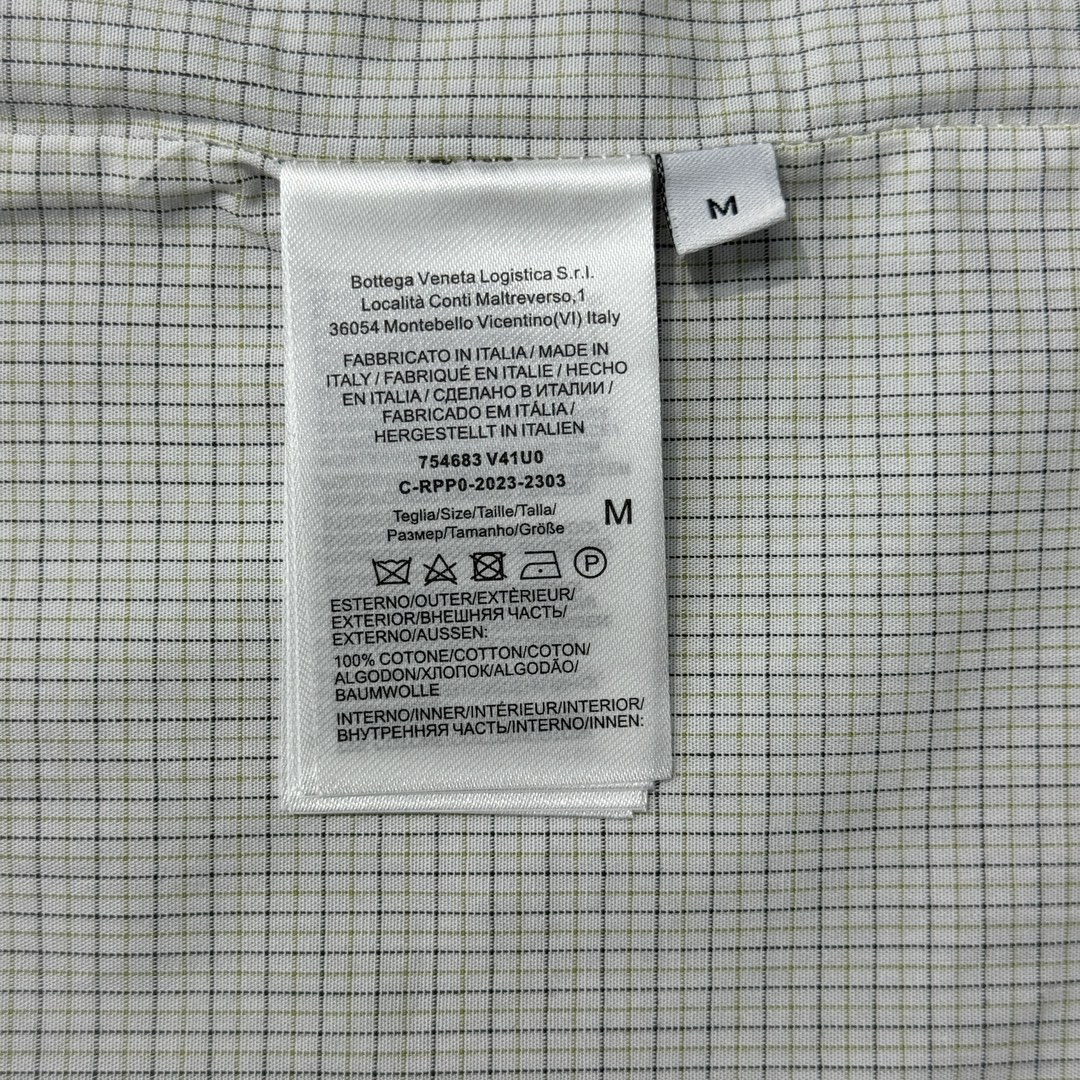 M
Bottega Veneta Logistica S.r.l.
Località Conti Maltreverso,1
36054 Montebello Vicentino(VI) Italy
FABBRICATO IN ITALIA / MADE IN
ITALY / FABRIQUÉ EN ITALIE / HECHO
EN ITALIA / СДЕЛАНО В ИТАЛИИ /
FABRICADO EM ITÁLIA /
HERGESTELLT IN ITALIEN
754683 V41U0
C-RPP0-2023-2303
Teglia/Size/Taille/Talla/
Размер/Tamanho/Größe
M
P
ESTERNO/OUTER/EXTÈRIEUR/
EXTERIOR/ВНЕШНЯЯ ЧАСТЬ/
EXTERNO/AUSSEN:
100% COTONE/COTTON/COTON/
ALGODON/ХЛОПОК/ALGODÃO/
BAUMWOLLE
INTERNO/INNER/INTÉRIEUR/INTERIOR/
ВНУТРЕННЯЯ ЧАСТЬ/INTERNO/INNEN: